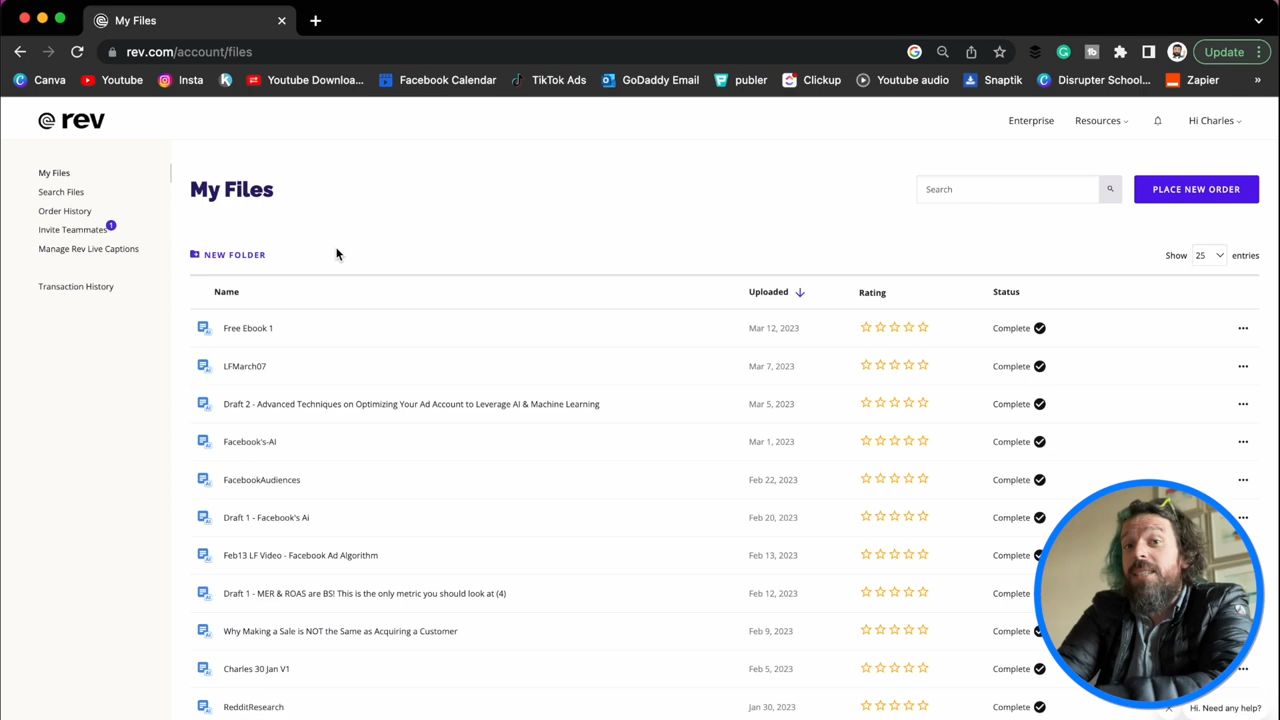 My Files
rev.com/account/files
Update
Canva Youtube Insta Youtube Downloa... Facebook Calendar TikTok Ads GoDaddy Email publer Clickup Youtube audio Snaptik Disrupter School... Zapier »
rev
Enterprise Resources Hi Charles
My Files
Search Files
Order History
Invite Teammates 1
Manage Rev Live Captions
Transaction History
My Files
Search
PLACE NEW ORDER
NEW FOLDER
Show 25 entries
Name Uploaded Rating Status
Free Ebook 1 Mar 12, 2023 Complete
LFMarch07 Mar 7, 2023 Complete
Draft 2 - Advanced Techniques on Optimizing Your Ad Account to Leverage AI & Machine Learning Mar 5, 2023 Complete
Facebook's-AI Mar 1, 2023 Complete
FacebookAudiences Feb 22, 2023 Complete
Draft 1 - Facebook's Ai Feb 20, 2023 Complete
Feb13 LF Video - Facebook Ad Algorithm Feb 13, 2023 Complete
Draft 1 - MER & ROAS are BS! This is the only metric you should look at (4) Feb 12, 2023 Complete
Why Making a Sale is NOT the Same as Acquiring a Customer Feb 9, 2023 Complete
Charles 30 Jan V1 Feb 5, 2023 Complete
RedditResearch Jan 30, 2023 Complete
Hi. Need any help?